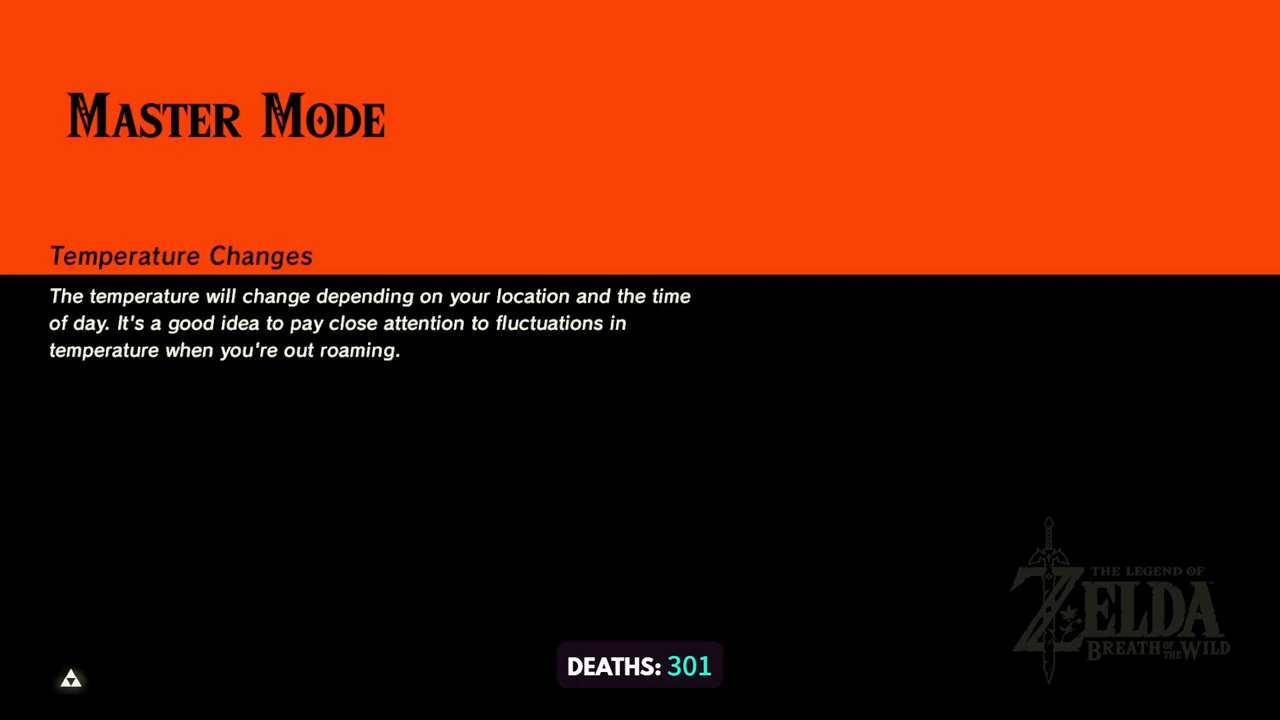 MASTER MODE
Temperature Changes
The temperature will change depending on your location and the time
of day. It's a good idea to pay close attention to fluctuations in
temperature when you're out roaming.
THE LEGEND OF
ZELDA
BREATH OF THE WILD
DEATHS: 301